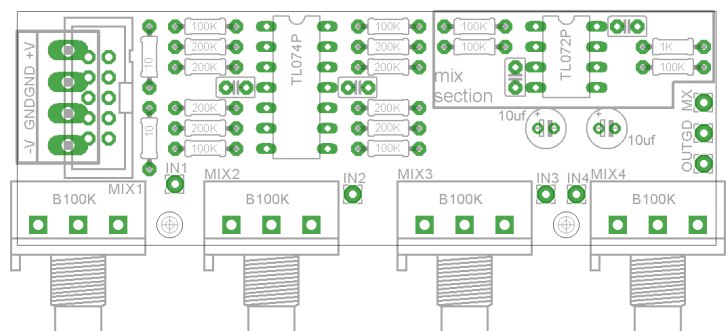 +V
GND
GND
-V
10
10
100K
200K
200K
200K
100K
TL074P
100K
200K
200K
200K
100K
100K
100K
TL072P
1K
100K
mix
section
10uf
+
+
10uf
MX
GD
OUT
IN1
IN2
IN3
IN4
MIX1
MIX2
MIX3
MIX4
B100K
B100K
B100K
B100K